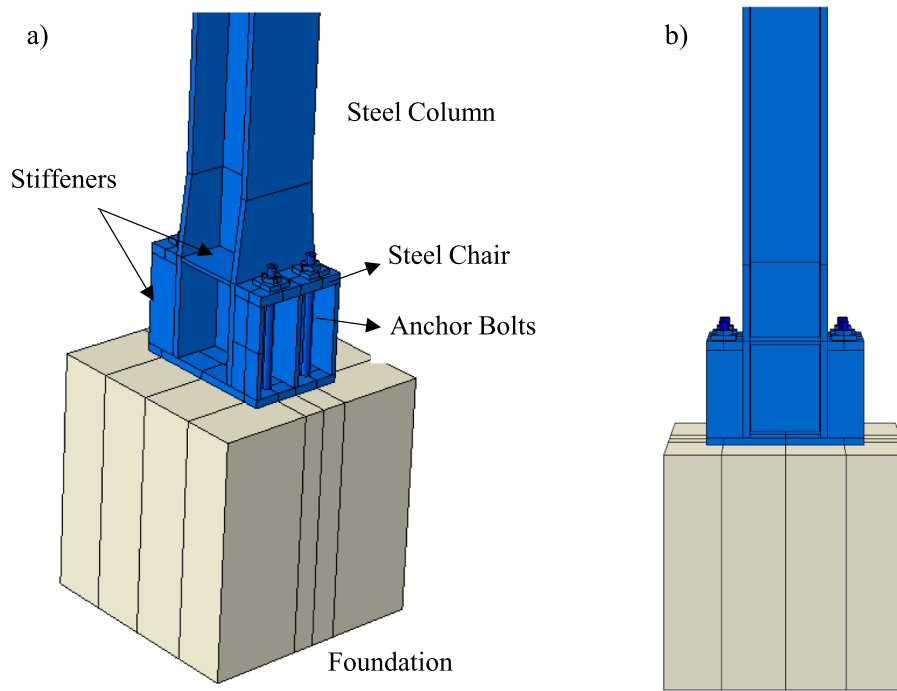 a)
b)
Steel Column
Stiffeners
Steel Chair
Anchor Bolts
Foundation